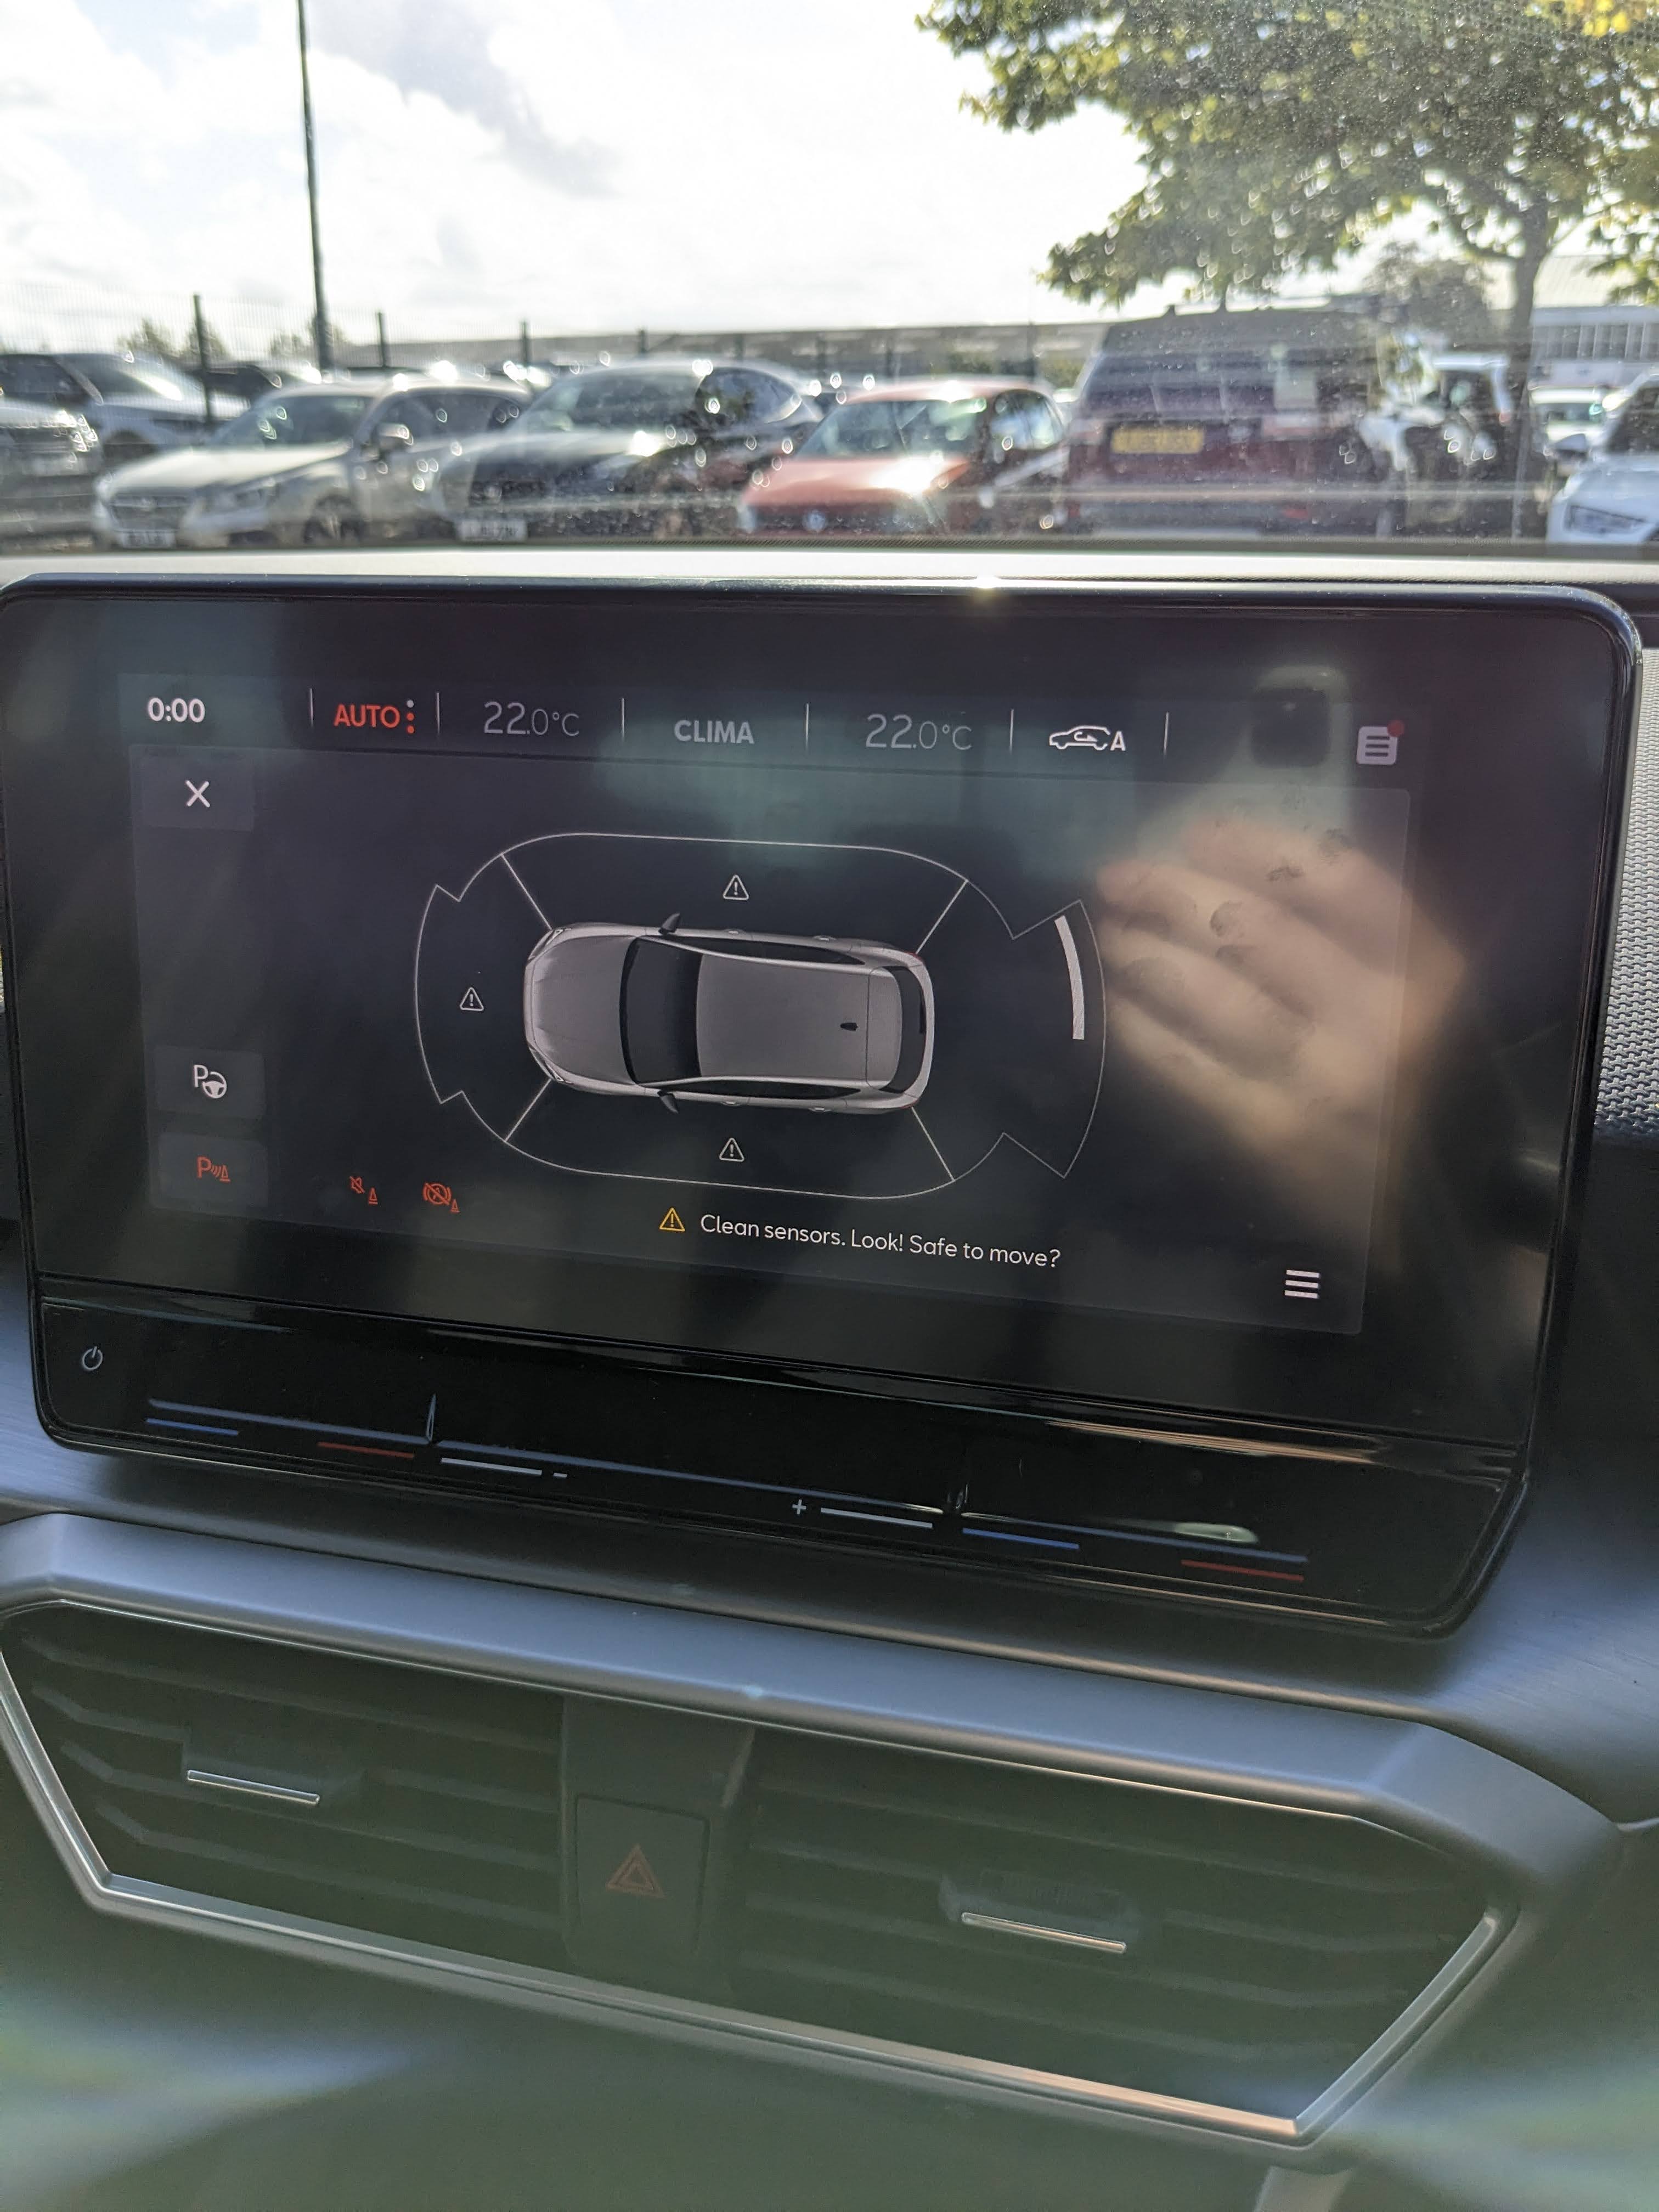 0:00
AUTO
22.0°C
CLIMA
22.0°C
A
P
P
Clean sensors. Look! Safe to move?